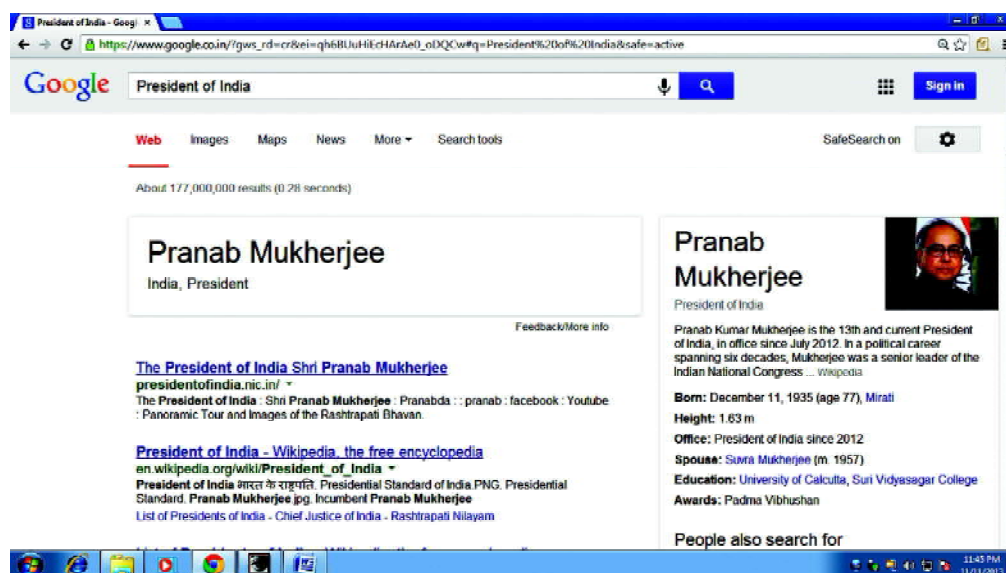 President of India - Googl ×
https://www.google.co.in/?gws_rd=cr&ei=qh6BUuHiEcHArAe0_oDQCw#q=President%20of%20India&safe=active
Google
President of India
Sign in
Web Images Maps News More Search tools
SafeSearch on
About 177,000,000 results (0.28 seconds)
Pranab Mukherjee
India, President
Feedback/More info
The President of India Shri Pranab Mukherjee
presidentofindia.nic.in/
The President of India : Shri Pranab Mukherjee : Pranabda : : pranab : facebook : Youtube
: Panoramic Tour and Images of the Rashtrapati Bhavan.
President of India - Wikipedia, the free encyclopedia
en.wikipedia.org/wiki/President_of_India
President of India भारत के राष्ट्रपति. Presidential Standard of India.PNG. Presidential
Standard. Pranab Mukherjee.jpg. Incumbent Pranab Mukherjee
List of Presidents of India - Chief Justice of India - Rashtrapati Nilayam
Pranab
Mukherjee
President of India
Pranab Kumar Mukherjee is the 13th and current President
of India, in office since July 2012. In a political career
spanning six decades, Mukherjee was a senior leader of the
Indian National Congress ... Wikipedia
Born: December 11, 1935 (age 77), Mirati
Height: 1.63 m
Office: President of India since 2012
Spouse: Suvra Mukherjee (m. 1957)
Education: University of Calcutta, Suri Vidyasagar College
Awards: Padma Vibhushan
People also search for
11:45 PM